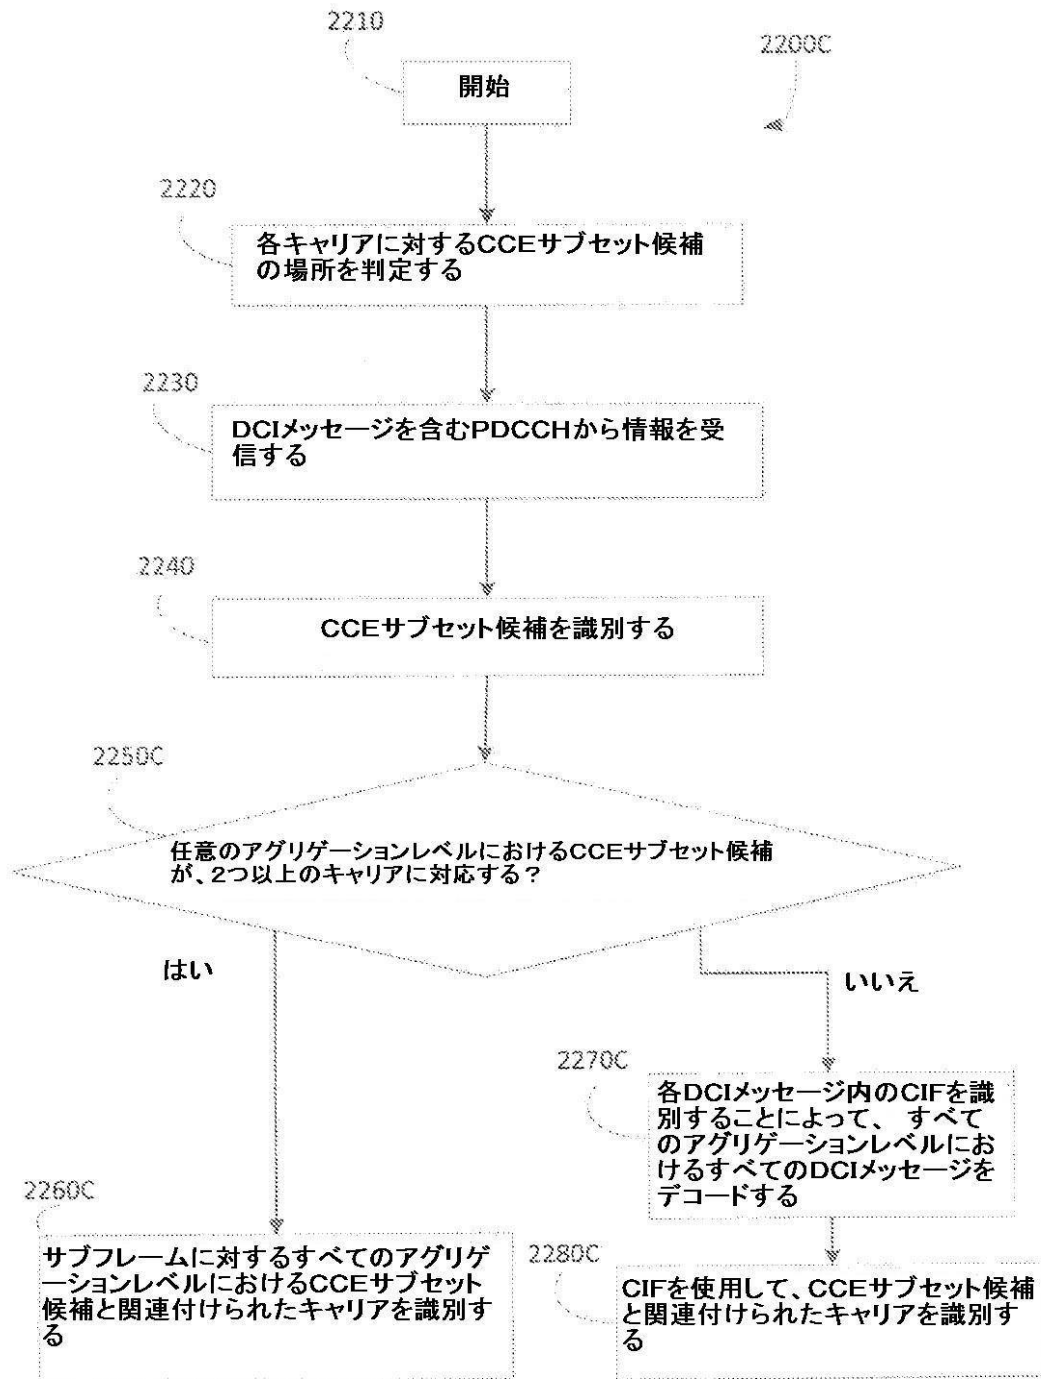 2210
2200C
開始
2220
各キャリアに対するCCEサブセット候補
の場所を判定する
2230
DCIメッセージを含むPDCCHから情報を受
信する
2240
CCEサブセット候補を識別する
2250C
任意のアグリゲーションレベルにおけるCCEサブセット候補
が、2つ以上のキャリアに対応する？
はい
いいえ
2270C
各DCIメッセージ内のCIFを識
別することによって、 すべて
のアグリゲーションレベルにお
けるすべてのDCIメッセージを
デコードする
2260C
サブフレームに対するすべてのアグリゲ
ーションレベルにおけるCCEサブセット
候補と関連付けられたキャリアを識別す
る
2280C
CIFを使用して、CCEサブセット候補
と関連付けられたキャリアを識別す
る